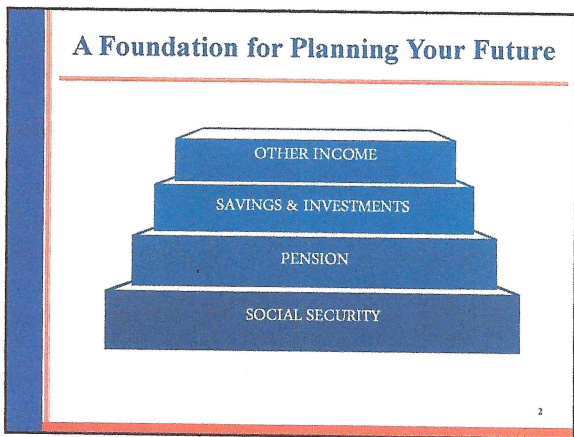 A Foundation for Planning Your Future
OTHER INCOME
SAVINGS & INVESTMENTS
PENSION
SOCIAL SECURITY
2